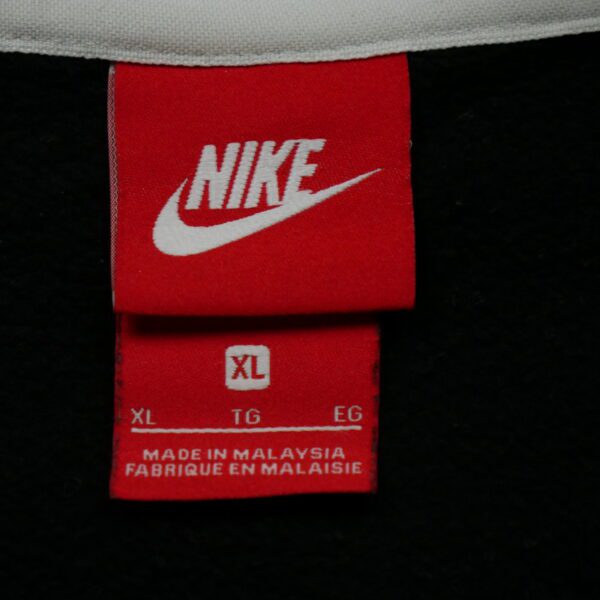 NIKE
XL
XL TG EG
MADE IN MALAYSIA
FABRIQUE EN MALAISIE